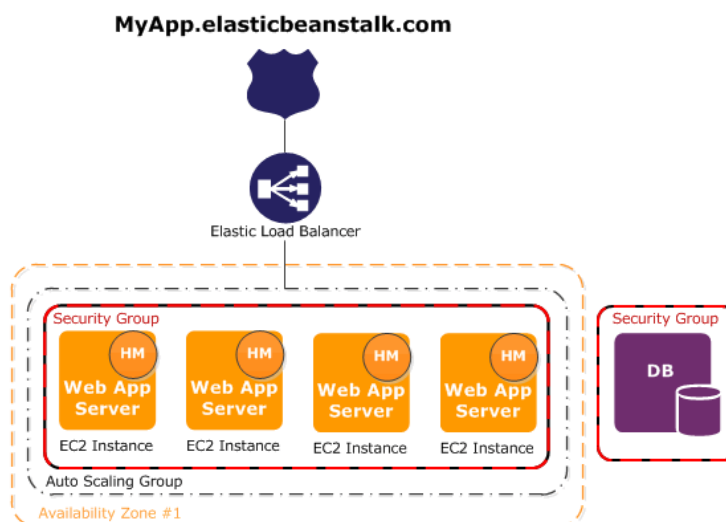 MyApp.elasticbeanstalk.com
Elastic Load Balancer
Security Group
HM
Web App
Server
EC2 Instance
HM
Web App
Server
EC2 Instance
HM
Web App
Server
EC2 Instance
HM
Web App
Server
EC2 Instance
Auto Scaling Group
Availability Zone #1
Security Group
DB